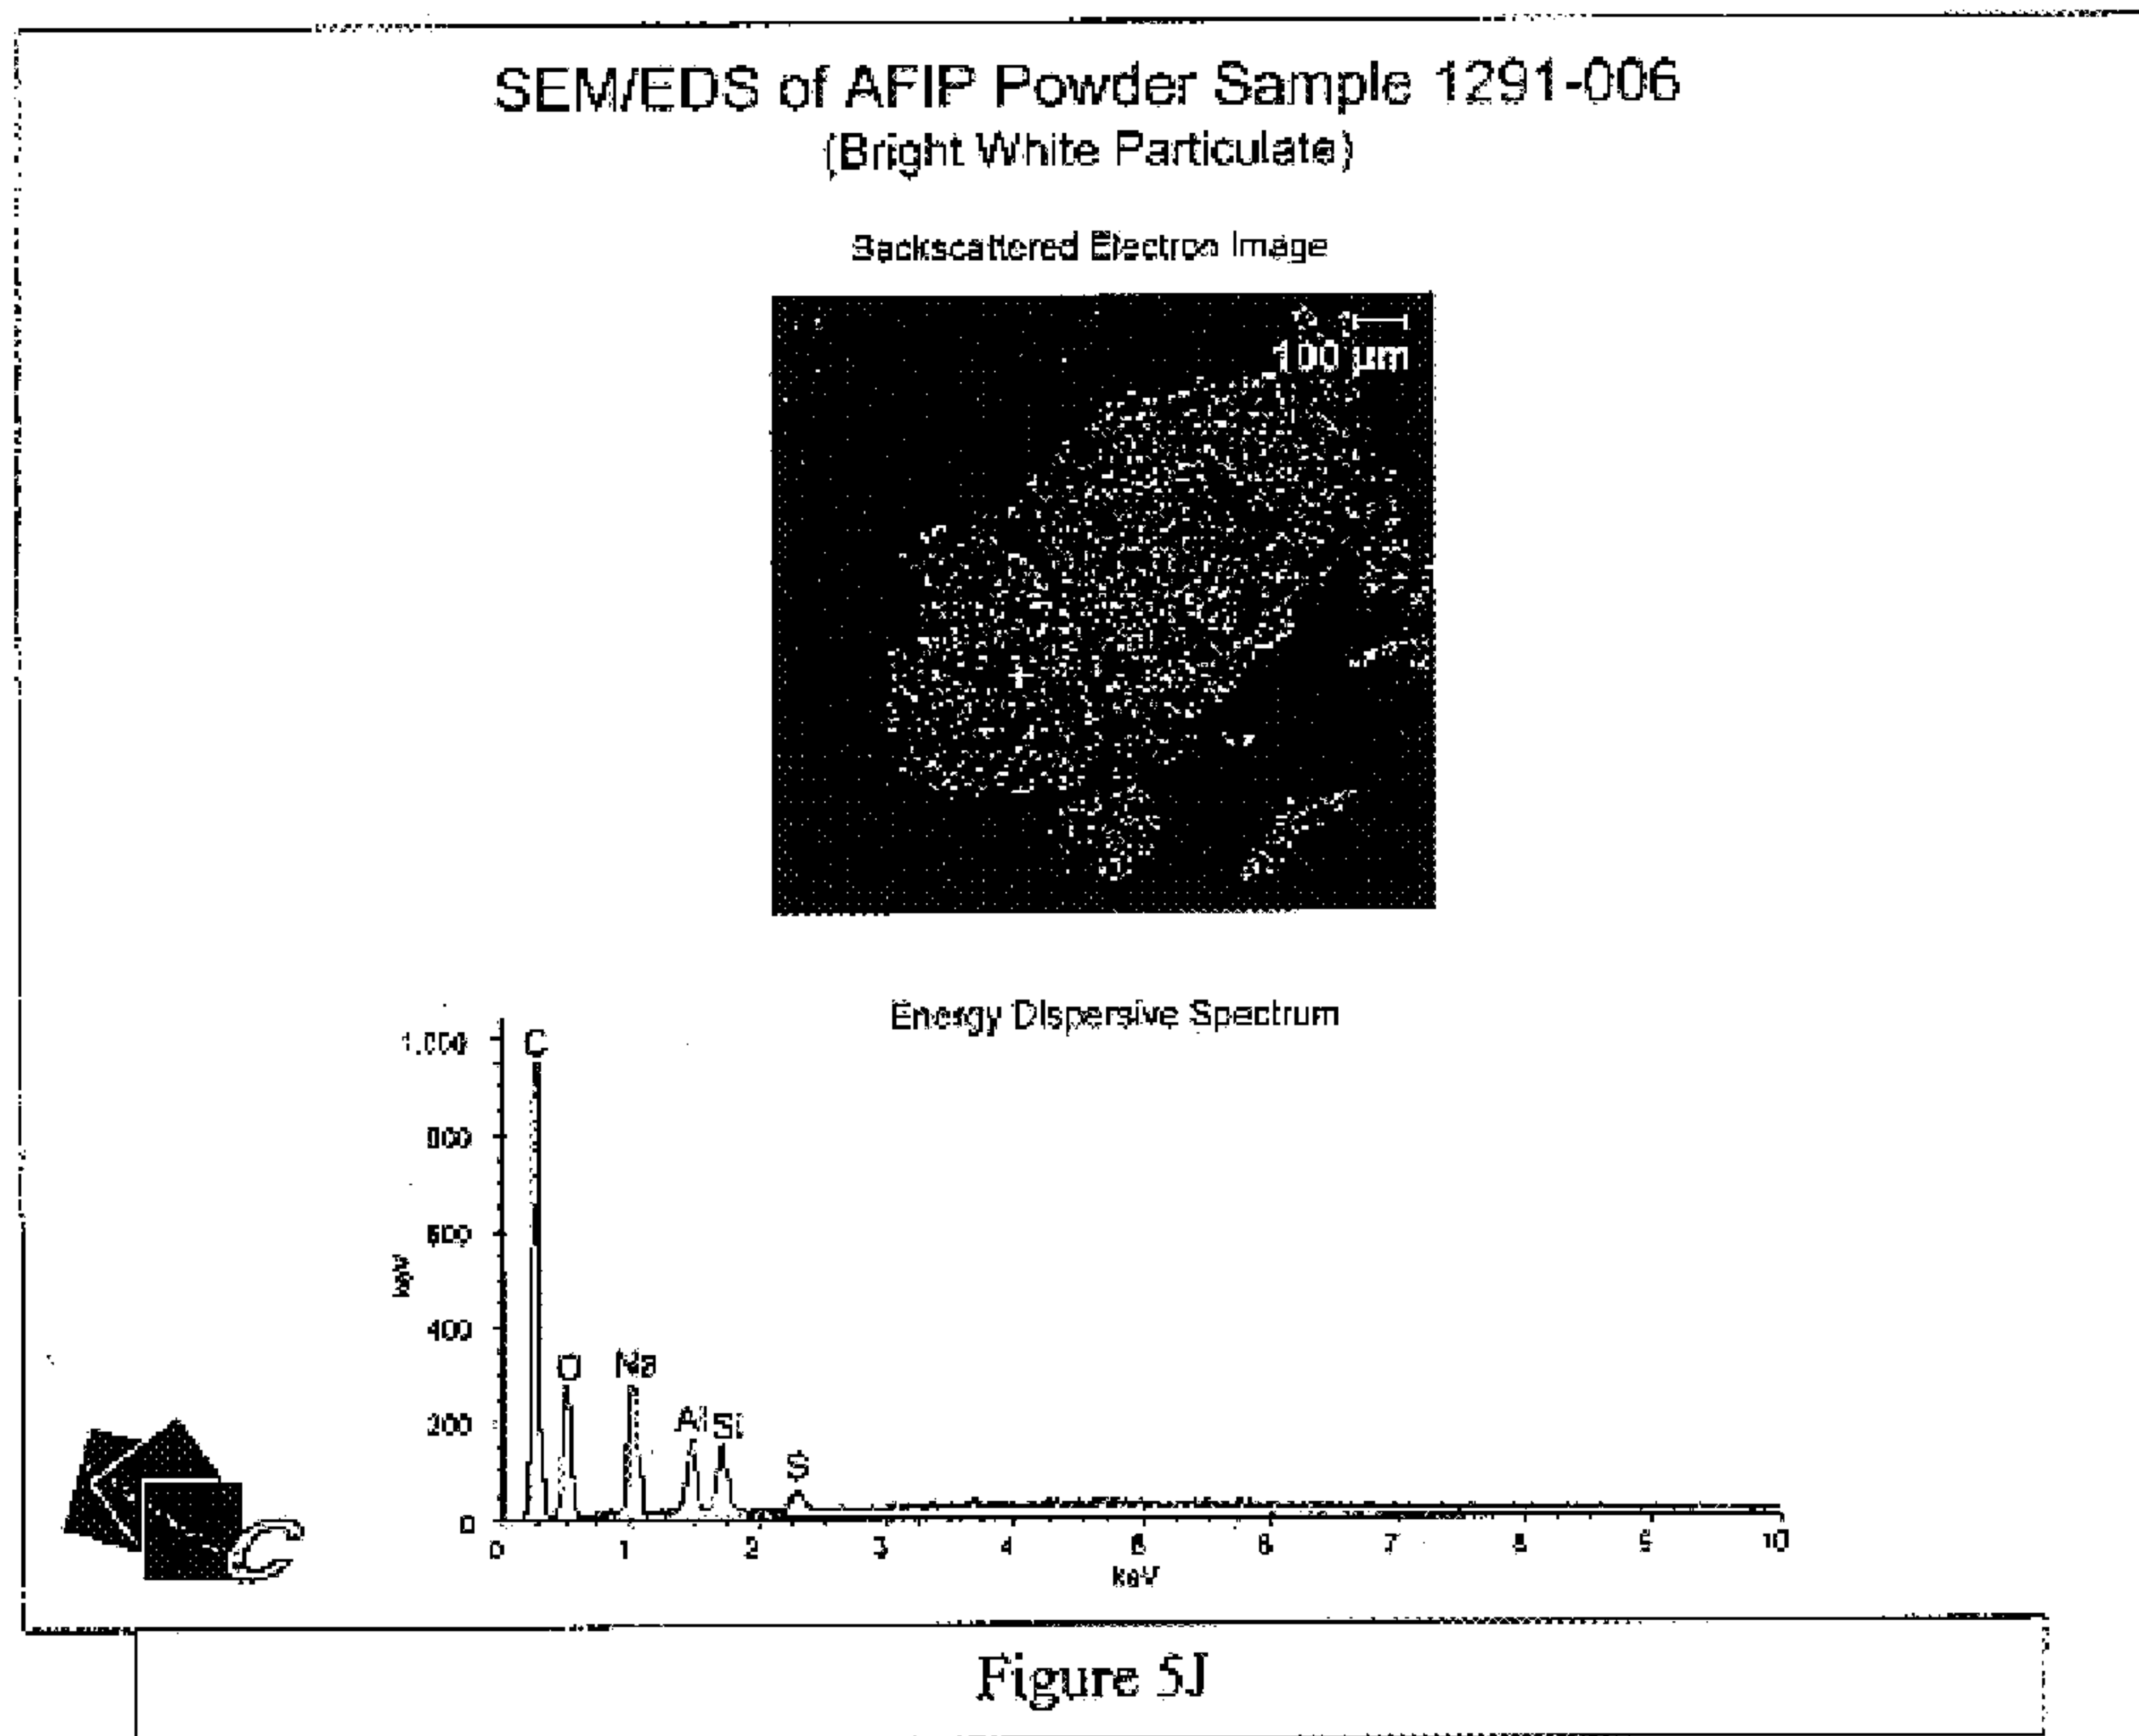 SEM/EDS of AFIP Powder Sample 1291-006
(Bright White Particulate)
Backscattered Electron Image
100 µm
Energy Dispersive Spectrum
1,000
800
600
400
200
0
keV
C
O
Na
Al
Si
S
0 1 2 3 4 5 6 7 8 9 10
keV
C
Figure 5J